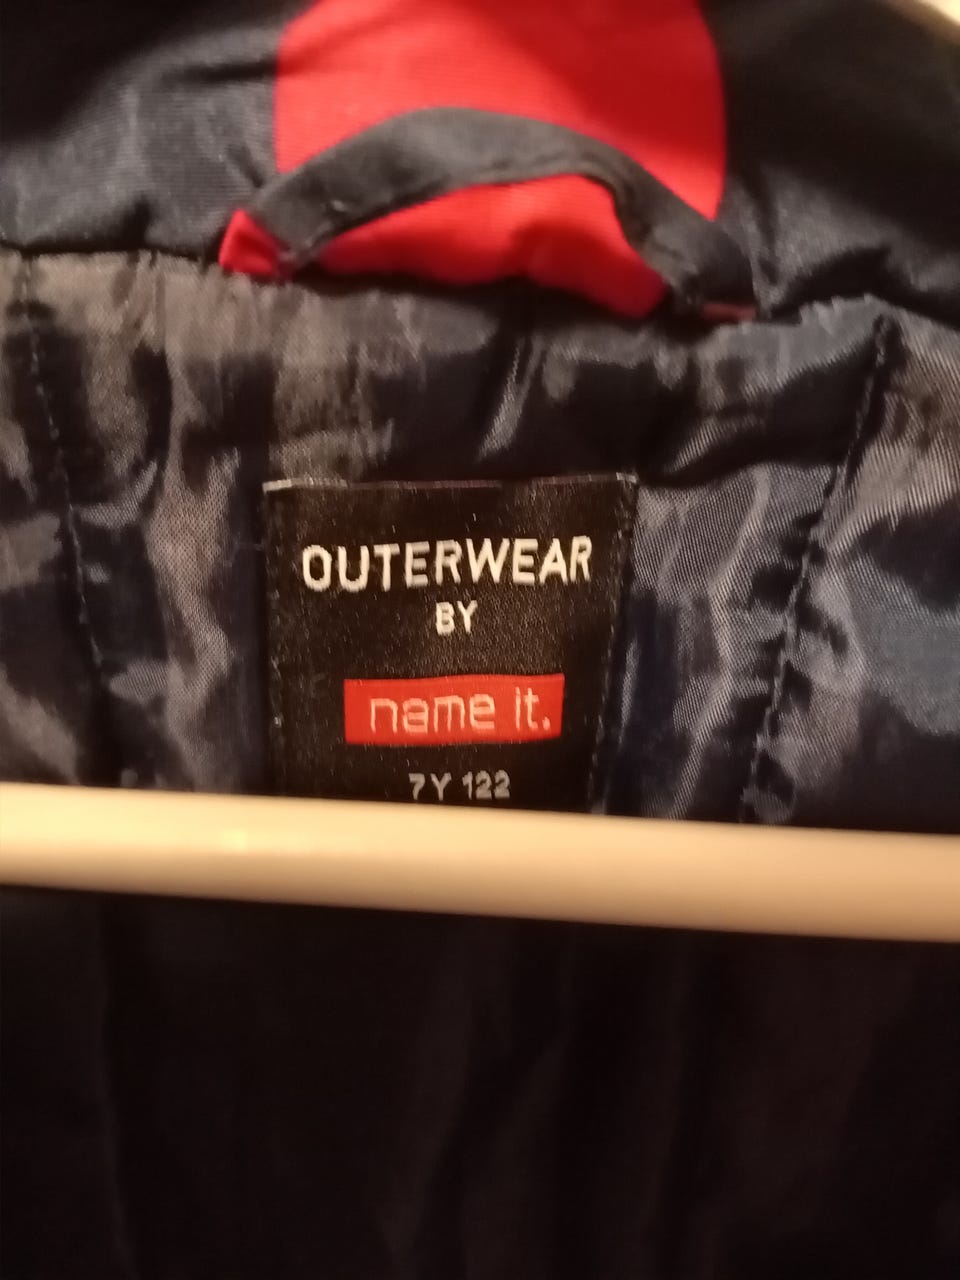 OUTERWEAR
BY
name it.
7Y 122